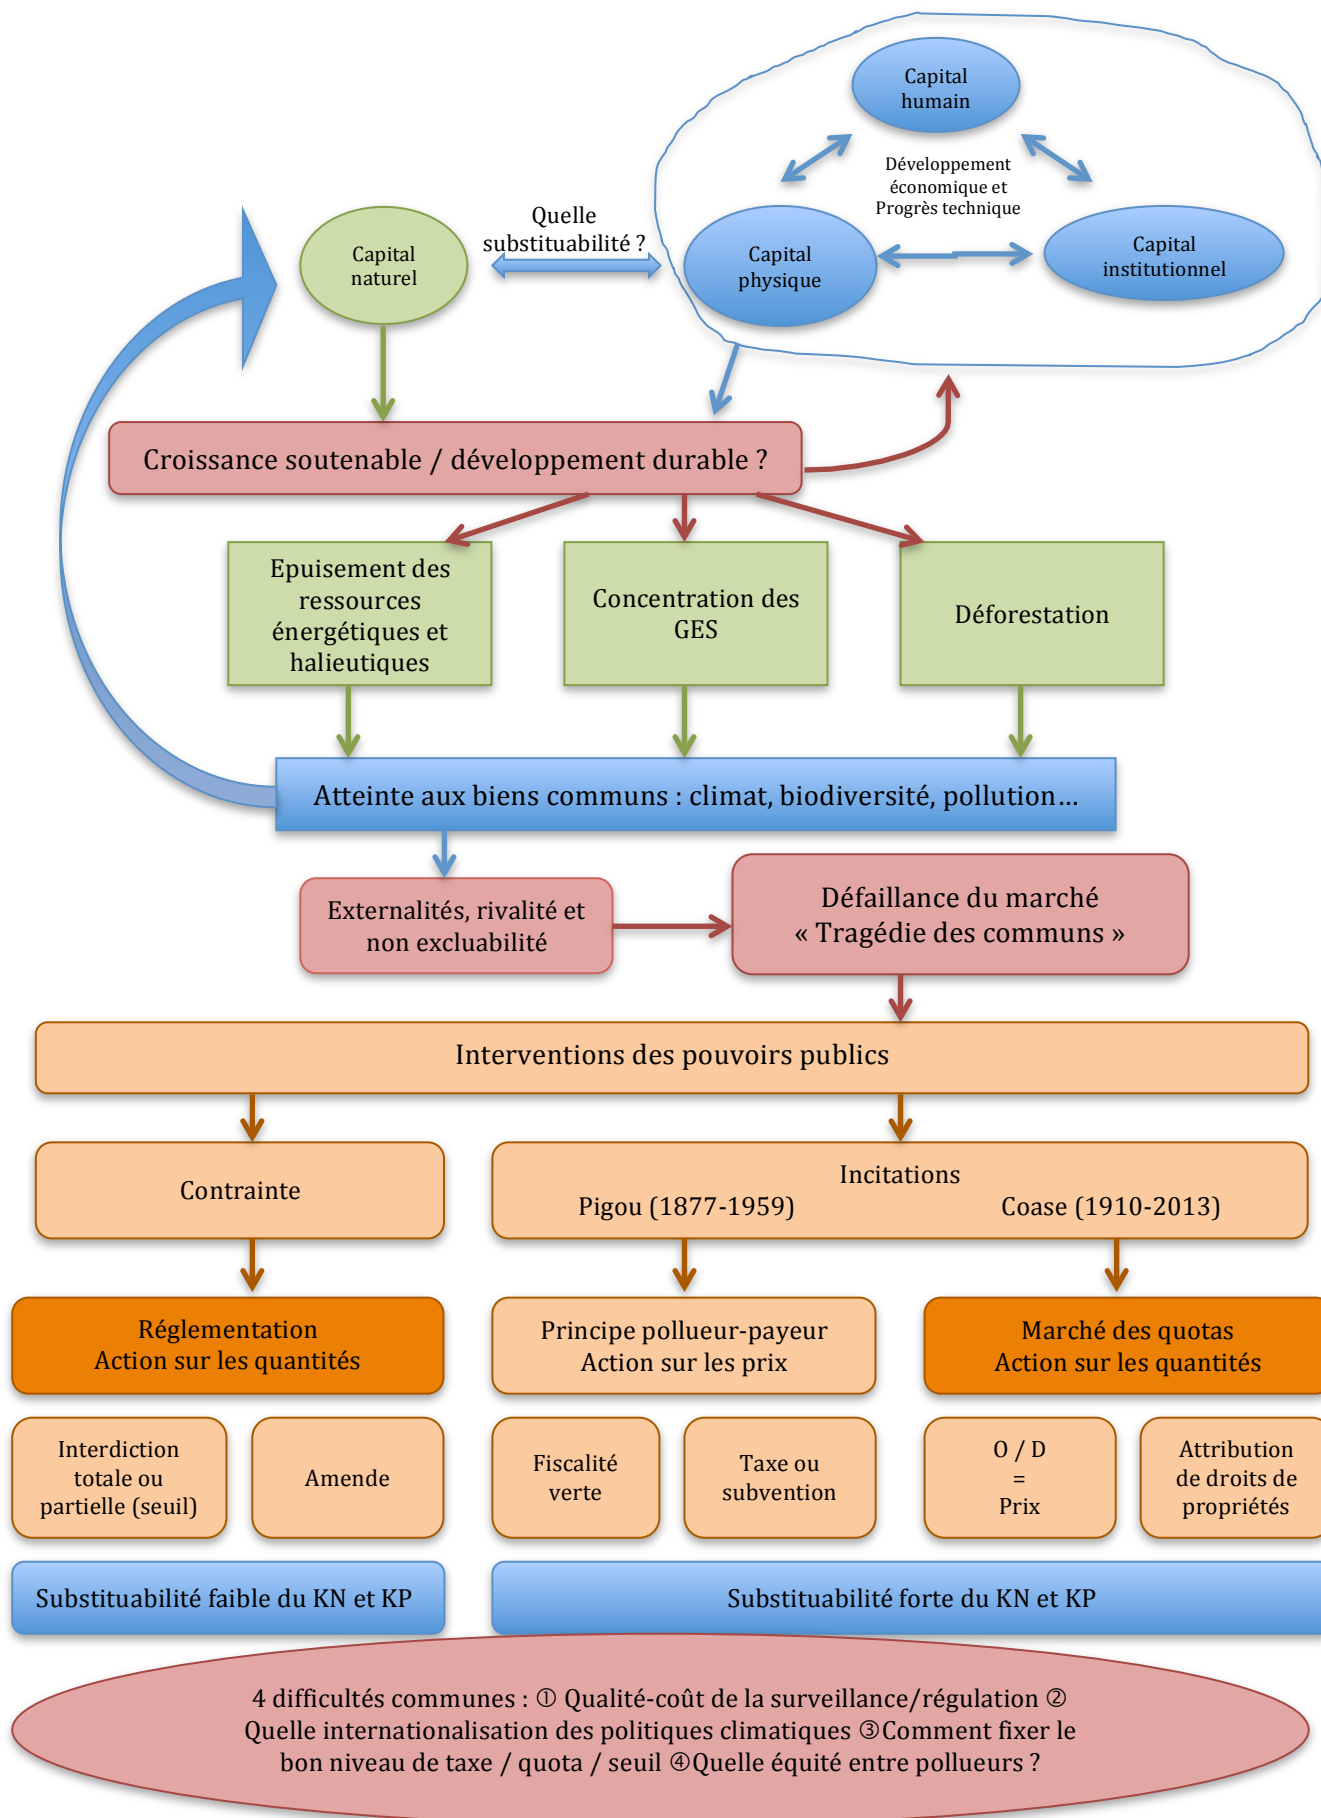 Capital
humain
Développement
économique et
Progrès technique
Quelle
substituabilité ?
Capital
naturel
Capital
physique
Capital
institutionnel
Croissance soutenable / développement durable ?
Epuisement des
ressources
énergétiques et
halieutiques
Concentration des
GES
Déforestation
Atteinte aux biens communs : climat, biodiversité, pollution…
Externalités, rivalité et
non excluabilité
Défaillance du marché
« Tragédie des communs »
Interventions des pouvoirs publics
Contrainte
Incitations
Pigou (1877-1959) Coase (1910-2013)
Réglementation
Action sur les quantités
Principe pollueur-payeur
Action sur les prix
Marché des quotas
Action sur les quantités
Interdiction
totale ou
partielle (seuil)
Amende
Fiscalité
verte
Taxe ou
subvention
O / D
=
Prix
Attribution
de droits de
propriétés
Substituabilité faible du KN et KP
Substituabilité forte du KN et KP
4 difficultés communes : ① Qualité-coût de la surveillance/régulation ②
Quelle internationalisation des politiques climatiques ③Comment fixer le
bon niveau de taxe / quota / seuil ④Quelle équité entre pollueurs ?